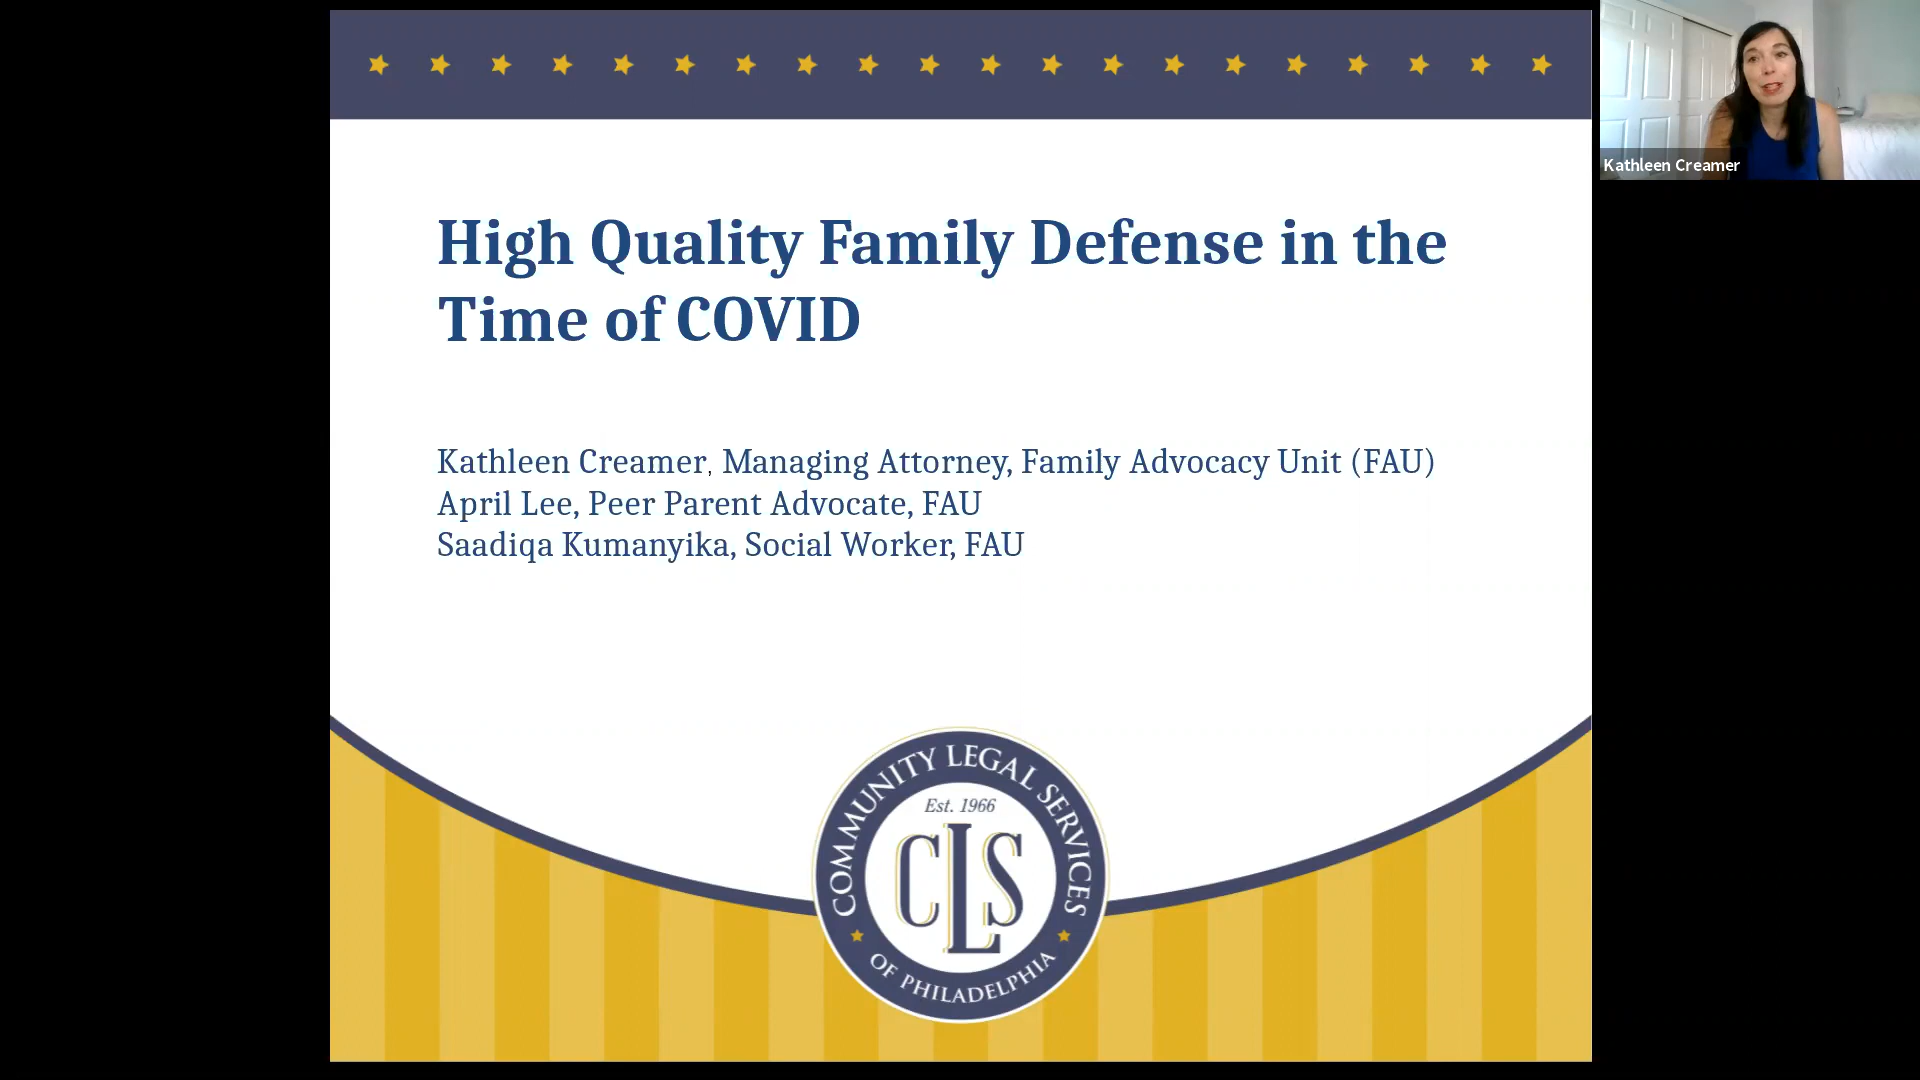 High Quality Family Defense in the
Time of COVID
Kathleen Creamer, Managing Attorney, Family Advocacy Unit (FAU)
April Lee, Peer Parent Advocate, FAU
Saadiqa Kumanyika, Social Worker, FAU
COMMUNITY LEGAL SERVICES
Est. 1966
CLS
OF PHILADELPHIA
Kathleen Creamer